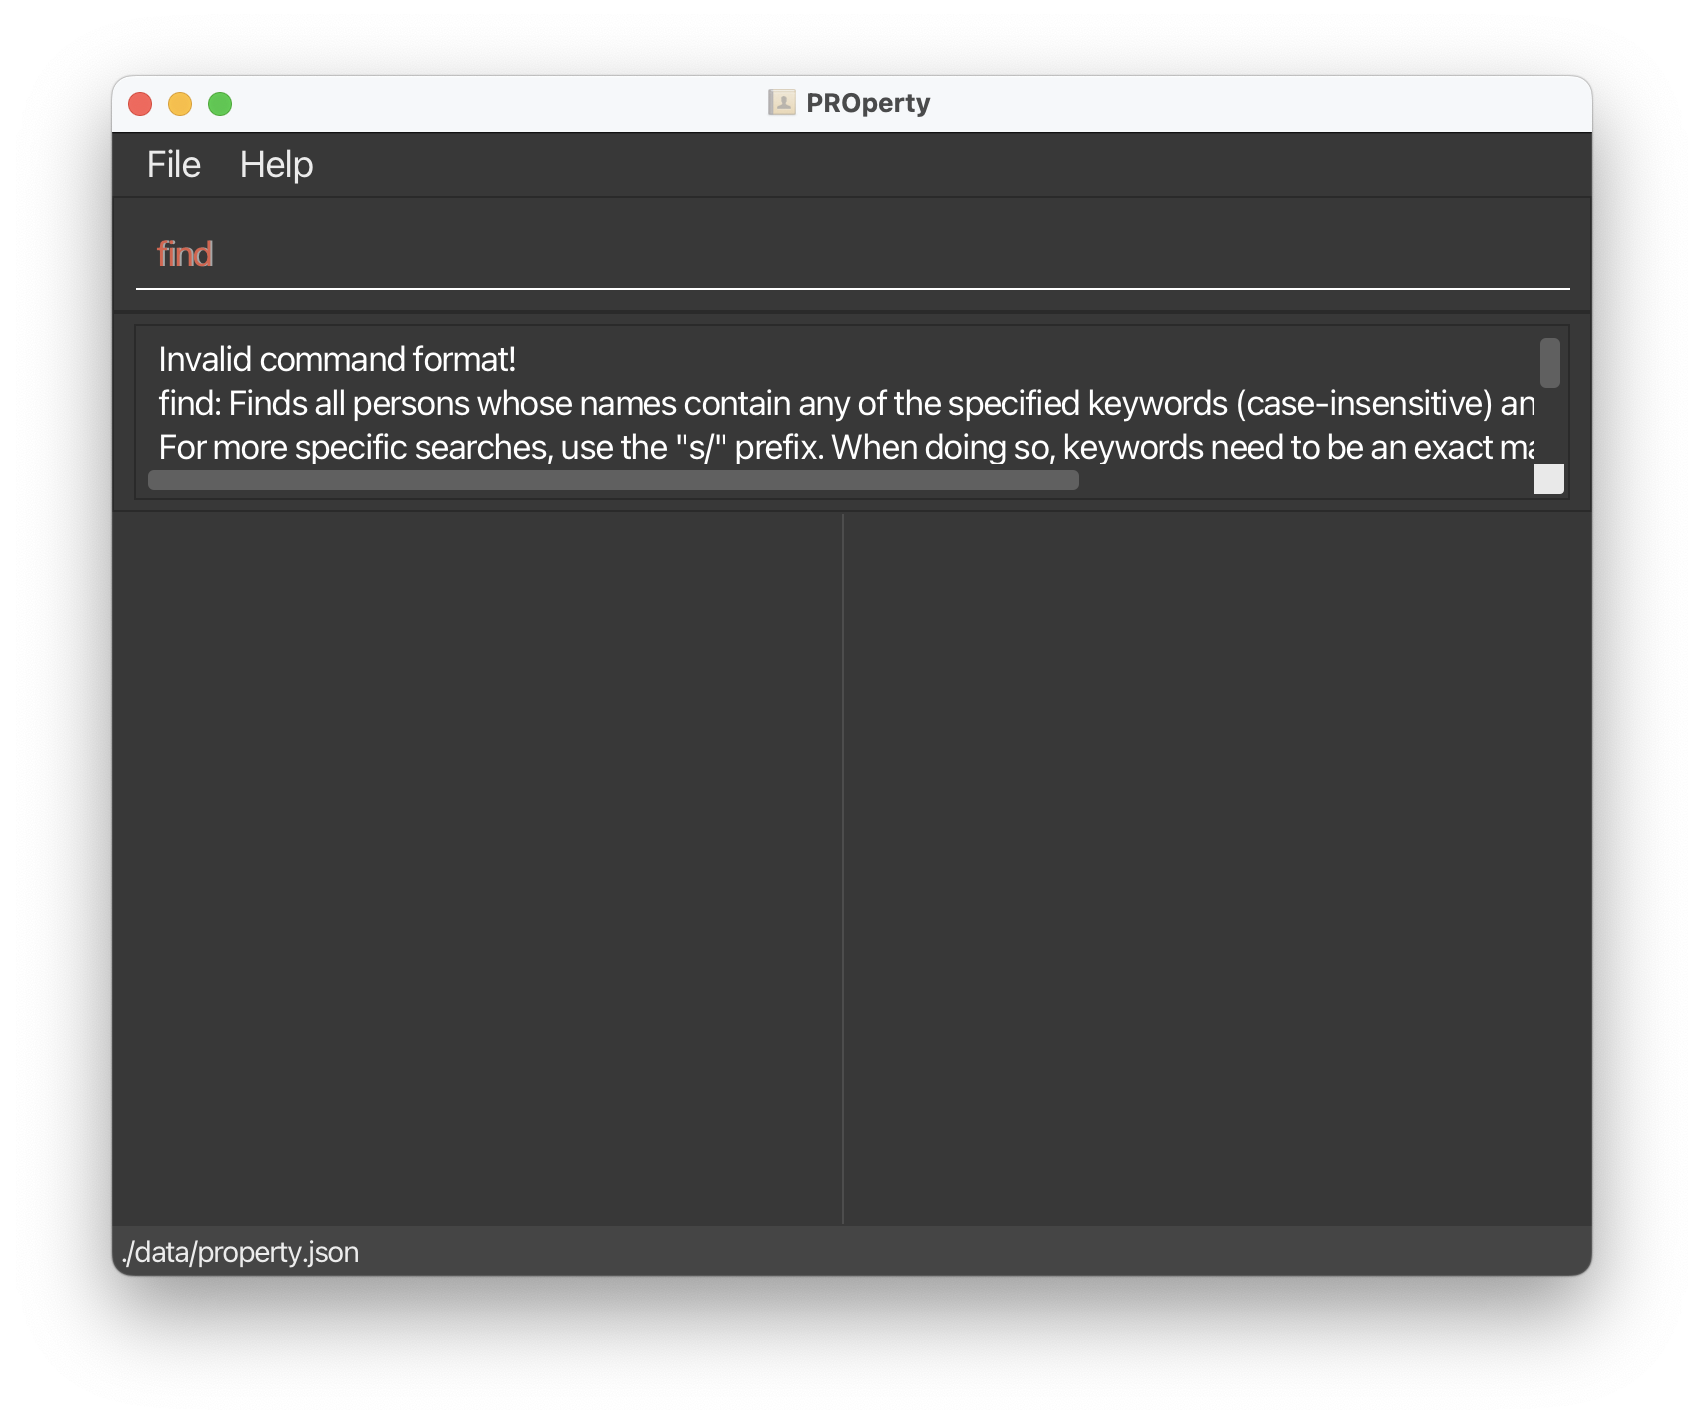 PROperty
File Help
find
Invalid command format!
find: Finds all persons whose names contain any of the specified keywords (case-insensitive) an
For more specific searches, use the "s/" prefix. When doing so, keywords need to be an exact ma
./data/property.json